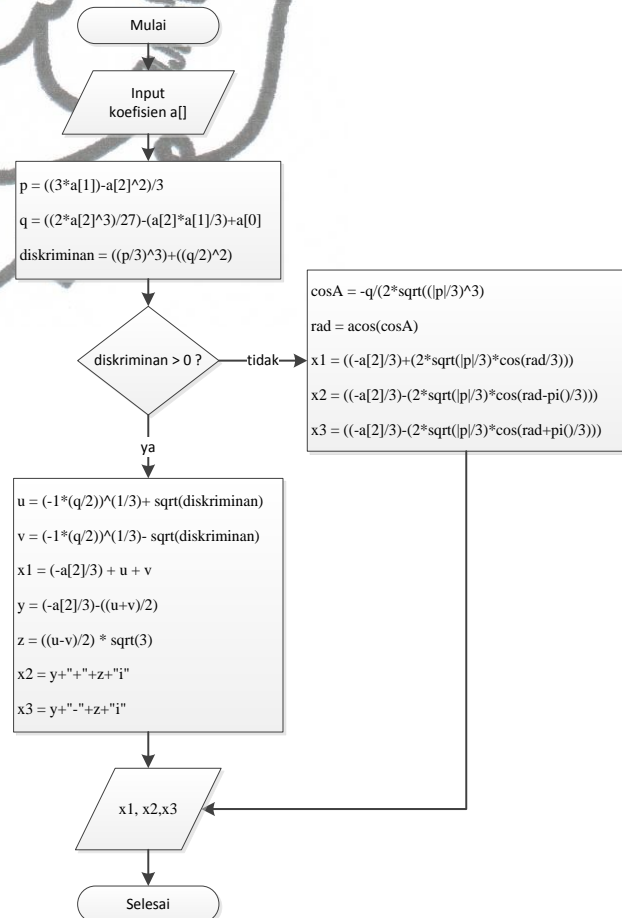 Mulai
Input
koefisien a[]
p = ((3*a[1])-a[2]^2)/3
q = ((2*a[2]^3)/27)-(a[2]*a[1]/3)+a[0]
diskriminan = ((p/3)^3)+((q/2)^2)
diskriminan > 0 ?
tidak
cosA = -q/(2*sqrt((|p|/3)^3)
rad = acos(cosA)
x1 = ((-a[2]/3)+(2*sqrt(|p|/3)*cos(rad/3)))
x2 = ((-a[2]/3)-(2*sqrt(|p|/3)*cos(rad-pi()/3)))
x3 = ((-a[2]/3)-(2*sqrt(|p|/3)*cos(rad+pi()/3)))
ya
u = (-1*(q/2))^(1/3)+ sqrt(diskriminan)
v = (-1*(q/2))^(1/3)- sqrt(diskriminan)
x1 = (-a[2]/3) + u + v
y = (-a[2]/3)-((u+v)/2)
z = ((u-v)/2) * sqrt(3)
x2 = y+"+"+z+"i"
x3 = y+"-"+z+"i"
x1, x2,x3
Selesai